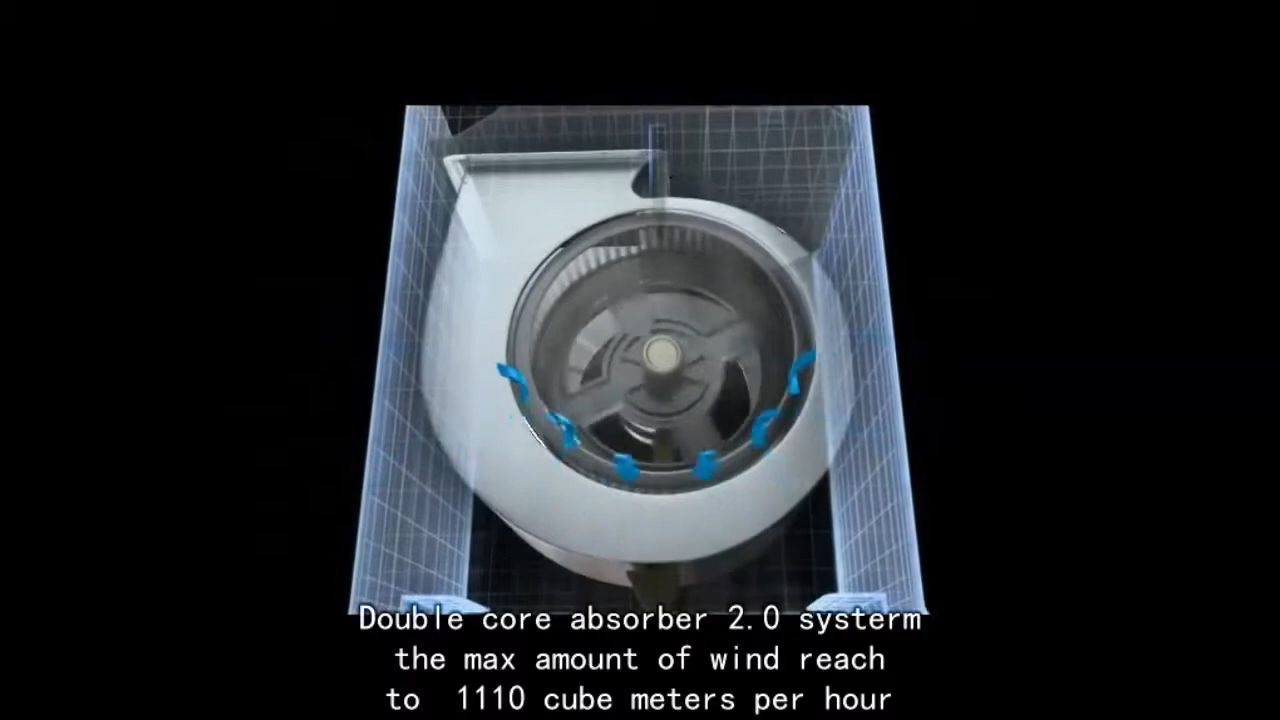 Double core absorber 2.0 systerm
the max amount of wind reach
to 1110 cube meters per hour